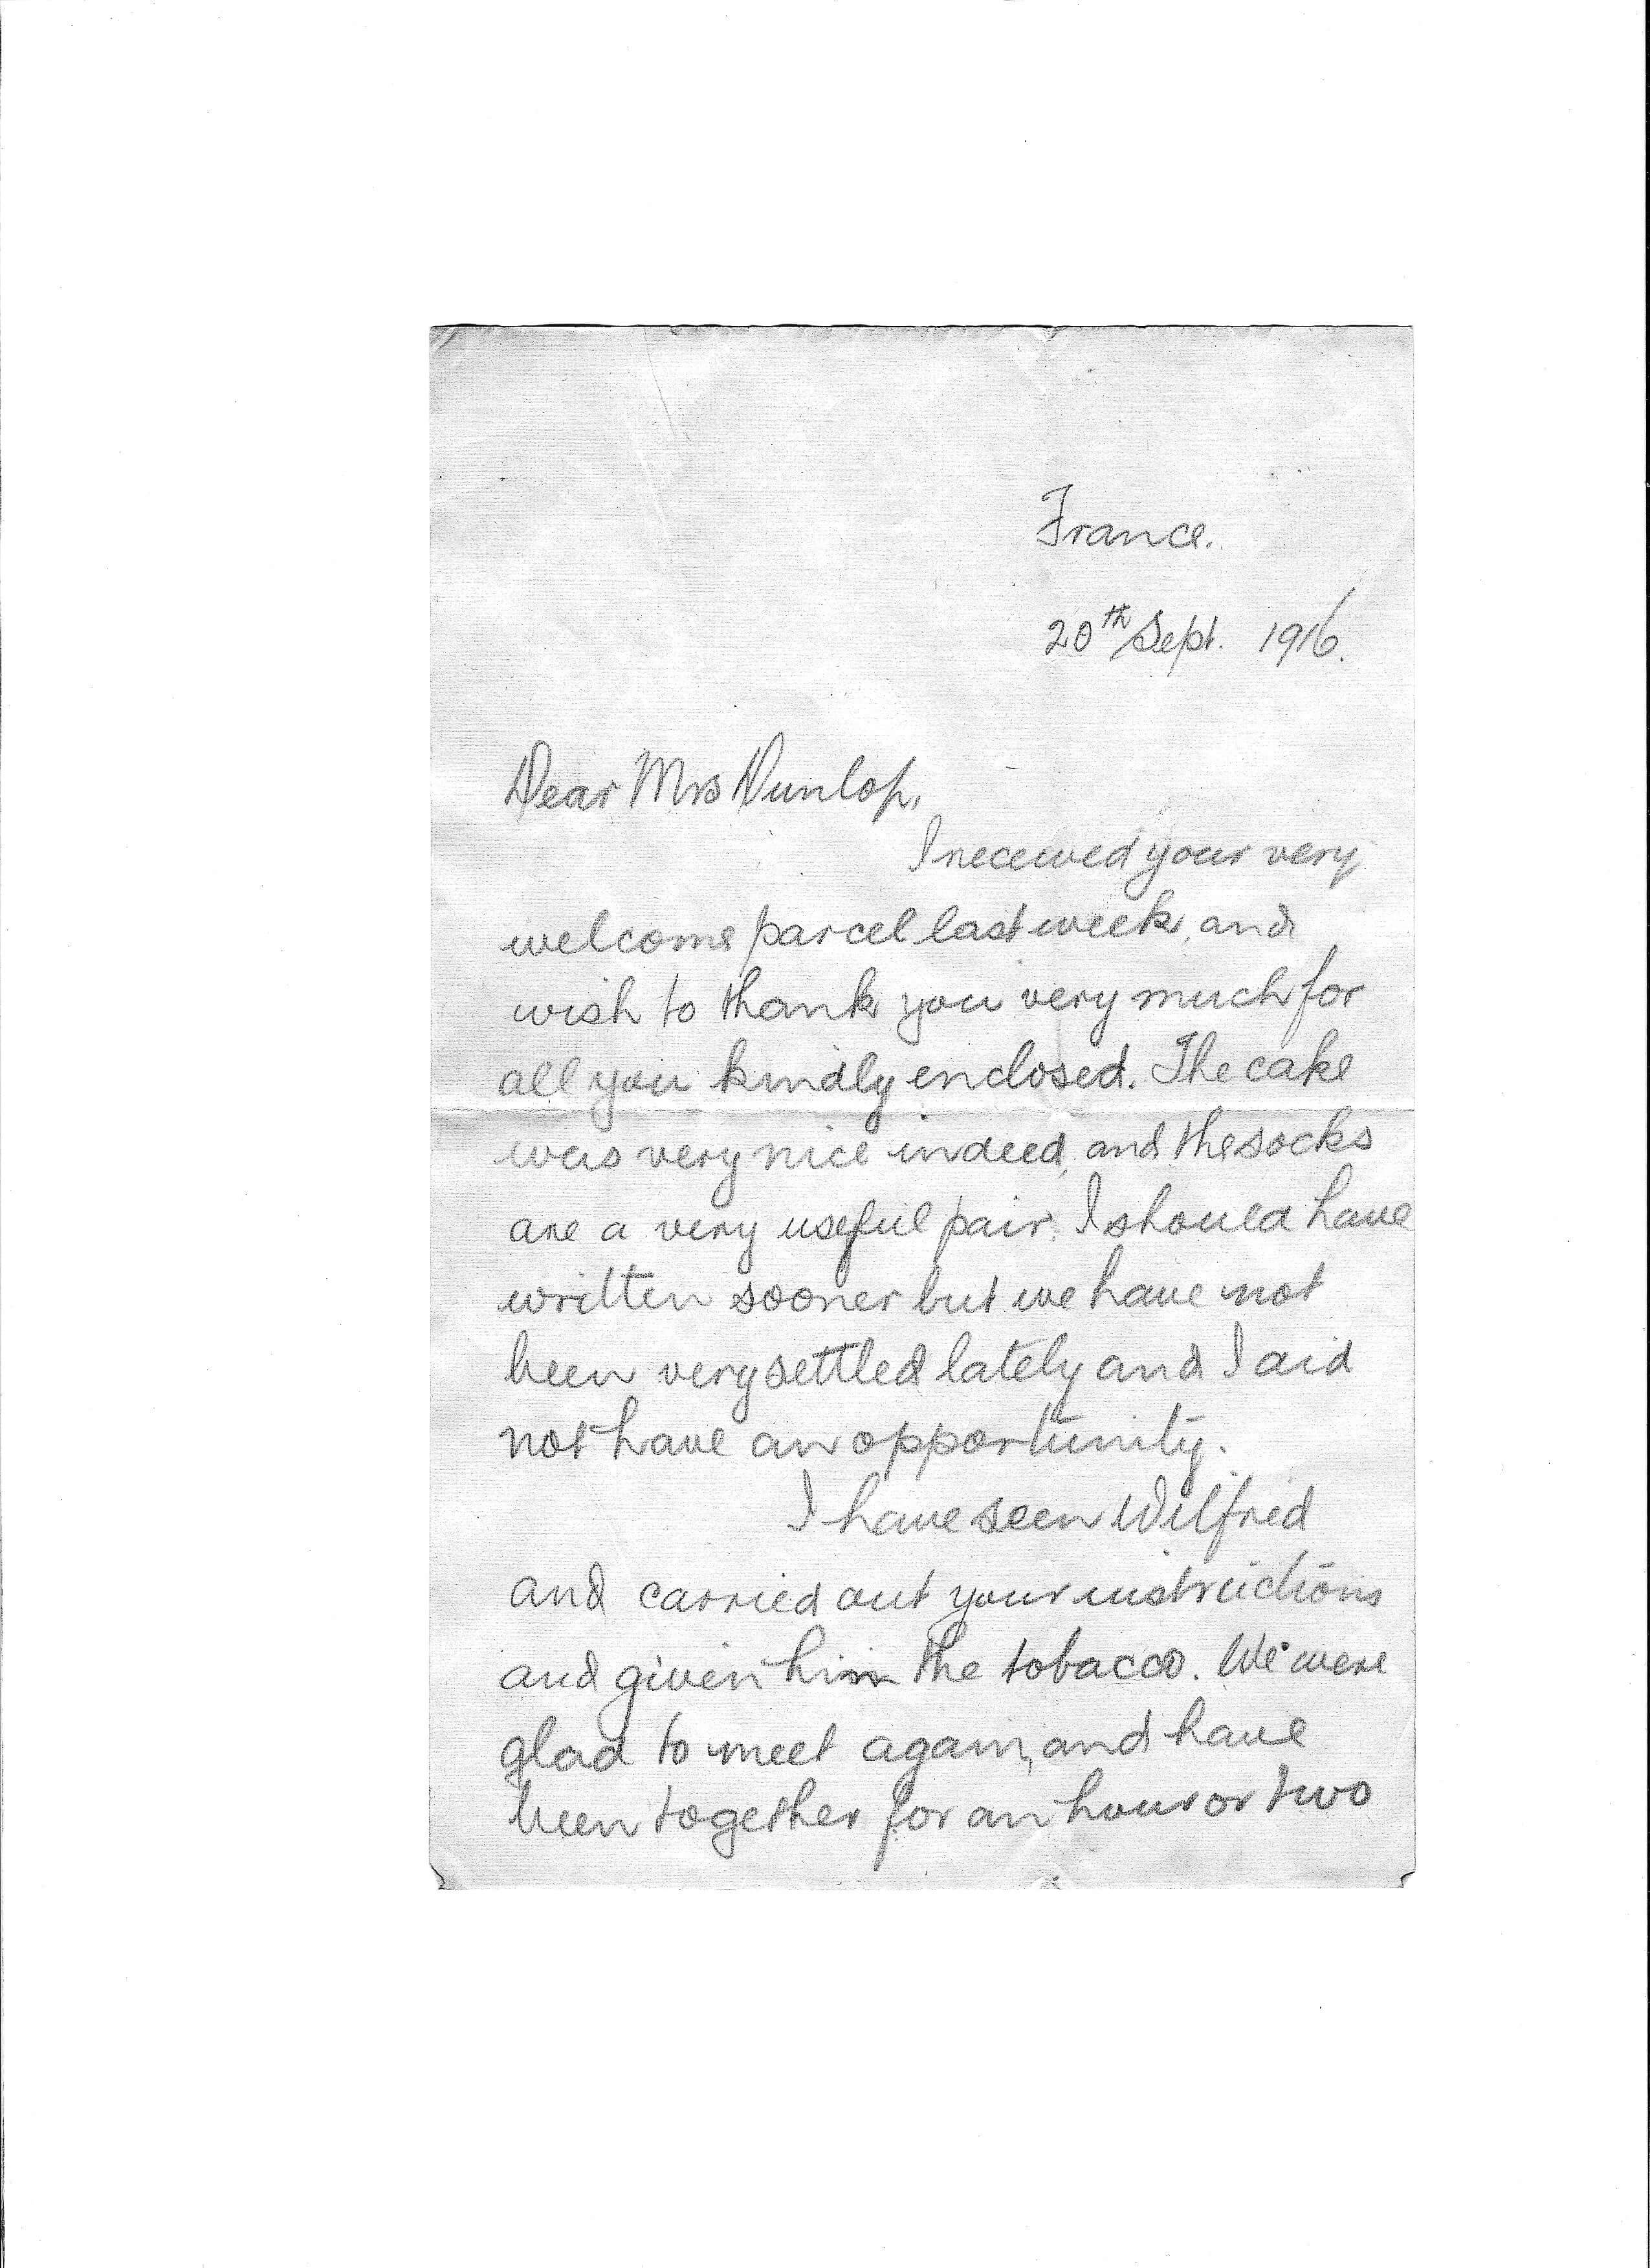 France.
20th Sept. 1916.
Dear Mrs Dunlop,
I received your very
welcome parcel last week, and
wish to thank you very much for
all you kindly enclosed. The cake
was very nice indeed, and the socks
are a very useful pair. I should have
written sooner but we have not
been very settled lately and I did
not have an opportunity.
I have seen Wilfred
and carried out your instructions
and given him the tobacco. We were
glad to meet again, and have
been together for an hour or two